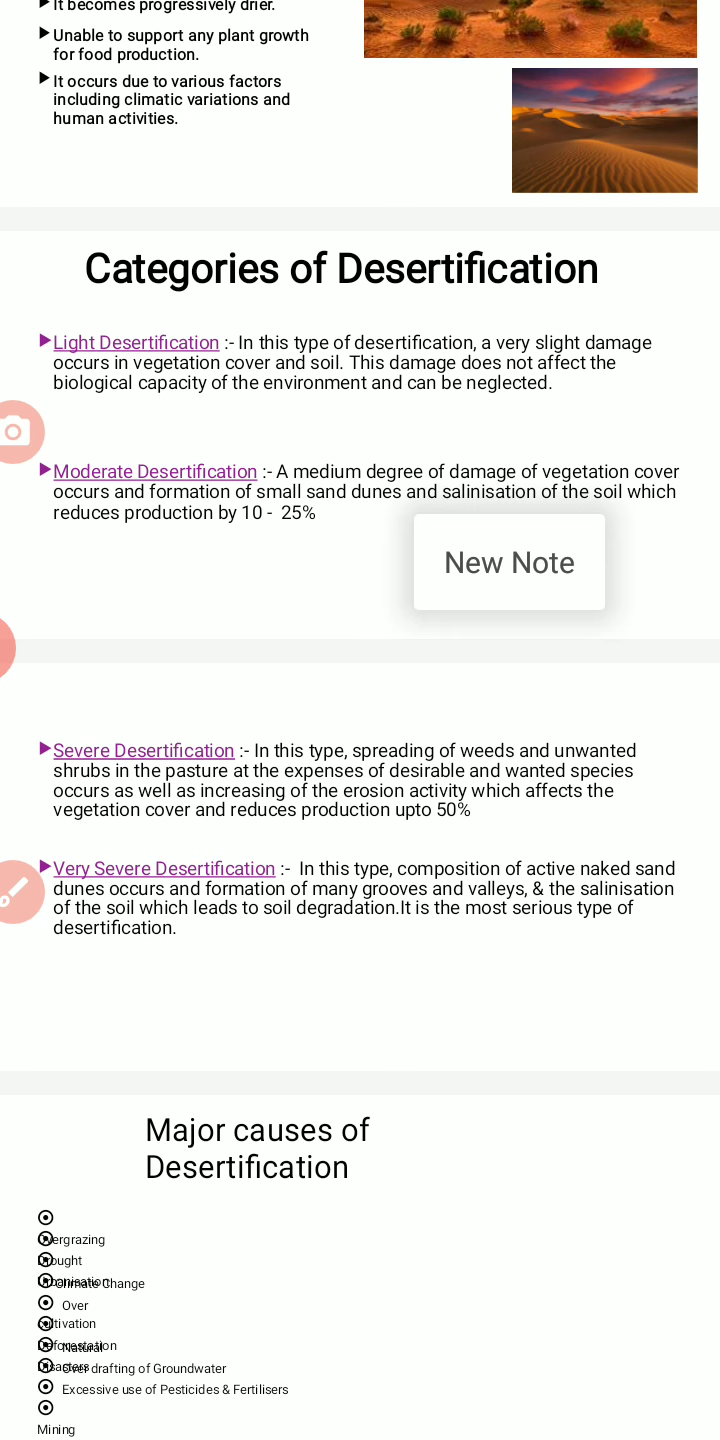 It becomes progressively drier.
Unable to support any plant growth
for food production.
It occurs due to various factors
including climatic variations and
human activities.
Categories of Desertification
Light Desertification :- In this type of desertification, a very slight damage
occurs in vegetation cover and soil. This damage does not affect the
biological capacity of the environment and can be neglected.
Moderate Desertification :- A medium degree of damage of vegetation cover
occurs and formation of small sand dunes and salinisation of the soil which
reduces production by 10 - 25%
New Note
Severe Desertification :- In this type, spreading of weeds and unwanted
shrubs in the pasture at the expenses of desirable and wanted species
occurs as well as increasing of the erosion activity which affects the
vegetation cover and reduces production upto 50%
Very Severe Desertification :- In this type, composition of active naked sand
dunes occurs and formation of many grooves and valleys, & the salinisation
of the soil which leads to soil degradation.It is the most serious type of
desertification.
Major causes of
Desertification
Overgrazing
Drought
Urbanisation
Climate Change
Over
cultivation
Deforestation
Natural
Disasters
Over drafting of Groundwater
Excessive use of Pesticides & Fertilisers
Mining